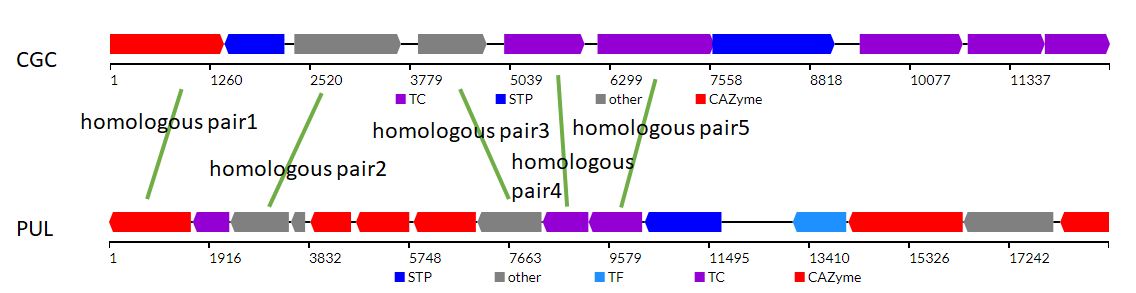 CGC
1 1260 2520 3779 5039 6299 7558 8818 10077 11337
TC STP other CAZyme
homologous pair1 homologous pair3 homologous pair5
homologous pair2 homologous
pair4
PUL
1 1916 3832 5748 7663 9579 11495 13410 15326 17242
STP other TF TC CAZyme